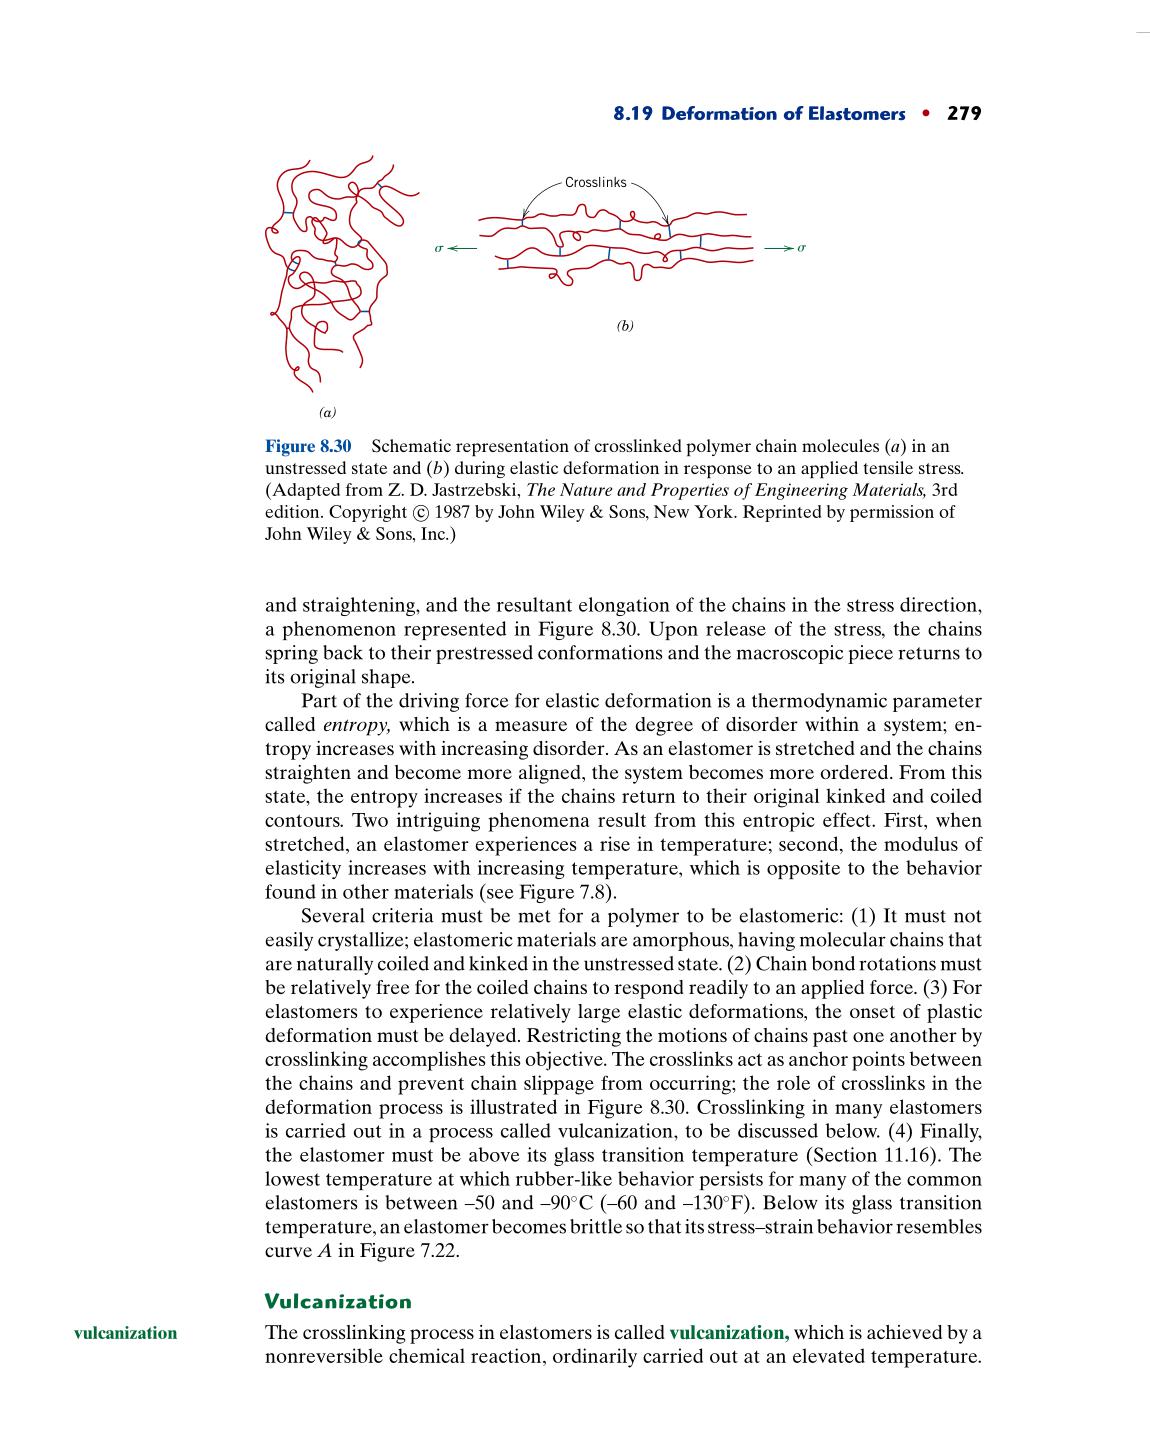 8.19 Deformation of Elastomers • 279
Crosslinks
σ
σ
(b)
(a)
Figure 8.30 Schematic representation of crosslinked polymer chain molecules (a) in an
unstressed state and (b) during elastic deformation in response to an applied tensile stress.
(Adapted from Z. D. Jastrzebski, The Nature and Properties of Engineering Materials, 3rd
edition. Copyright © 1987 by John Wiley & Sons, New York. Reprinted by permission of
John Wiley & Sons, Inc.)
and straightening, and the resultant elongation of the chains in the stress direction,
a phenomenon represented in Figure 8.30. Upon release of the stress, the chains
spring back to their prestressed conformations and the macroscopic piece returns to
its original shape.
Part of the driving force for elastic deformation is a thermodynamic parameter
called entropy, which is a measure of the degree of disorder within a system; en-
tropy increases with increasing disorder. As an elastomer is stretched and the chains
straighten and become more aligned, the system becomes more ordered. From this
state, the entropy increases if the chains return to their original kinked and coiled
contours. Two intriguing phenomena result from this entropic effect. First, when
stretched, an elastomer experiences a rise in temperature; second, the modulus of
elasticity increases with increasing temperature, which is opposite to the behavior
found in other materials (see Figure 7.8).
Several criteria must be met for a polymer to be elastomeric: (1) It must not
easily crystallize; elastomeric materials are amorphous, having molecular chains that
are naturally coiled and kinked in the unstressed state. (2) Chain bond rotations must
be relatively free for the coiled chains to respond readily to an applied force. (3) For
elastomers to experience relatively large elastic deformations, the onset of plastic
deformation must be delayed. Restricting the motions of chains past one another by
crosslinking accomplishes this objective. The crosslinks act as anchor points between
the chains and prevent chain slippage from occurring; the role of crosslinks in the
deformation process is illustrated in Figure 8.30. Crosslinking in many elastomers
is carried out in a process called vulcanization, to be discussed below. (4) Finally,
the elastomer must be above its glass transition temperature (Section 11.16). The
lowest temperature at which rubber-like behavior persists for many of the common
elastomers is between –50 and –90°C (–60 and –130°F). Below its glass transition
temperature, an elastomer becomes brittle so that its stress–strain behavior resembles
curve A in Figure 7.22.
Vulcanization
vulcanization
The crosslinking process in elastomers is called vulcanization, which is achieved by a
nonreversible chemical reaction, ordinarily carried out at an elevated temperature.